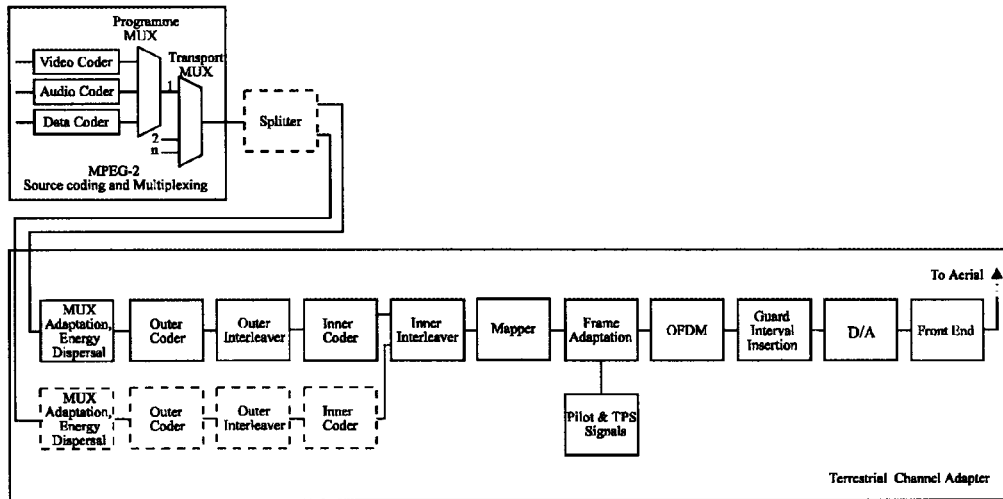 Programme
MUX
Transport
MUX
Video Coder
Audio Coder
Data Coder
1
2
n
MPEG-2
Source coding and Multiplexing
Splitter
To Aerial
MUX
Adaptation,
Energy
Dispersal
Outer
Coder
Outer
Interleaver
Inner
Coder
Inner
Interleaver
Mapper
Frame
Adaptation
OFDM
Guard
Interval
Insertion
D/A
Front End
MUX
Adaptation,
Energy
Dispersal
Outer
Coder
Outer
Interleaver
Inner
Coder
Pilot & TPS
Signals
Terrestrial Channel Adapter